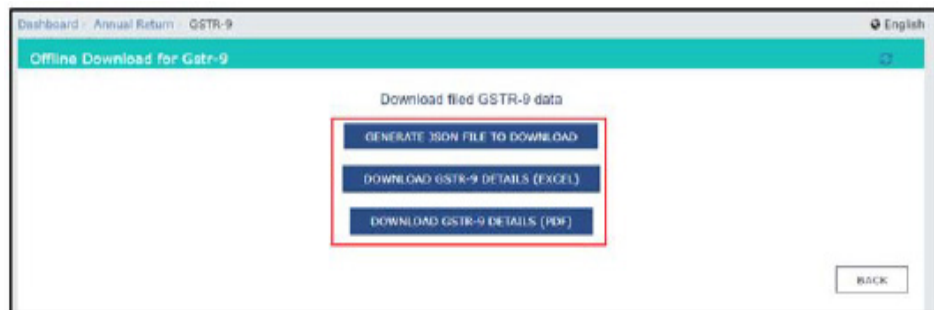 Dashboard Annual Return GSTR-9 English
Offline Download for Gstr-9
Download filed GSTR-9 data
GENERATE JSON FILE TO DOWNLOAD
DOWNLOAD GSTR-9 DETAILS (EXCEL)
DOWNLOAD GSTR-9 DETAILS (PDF)
BACK